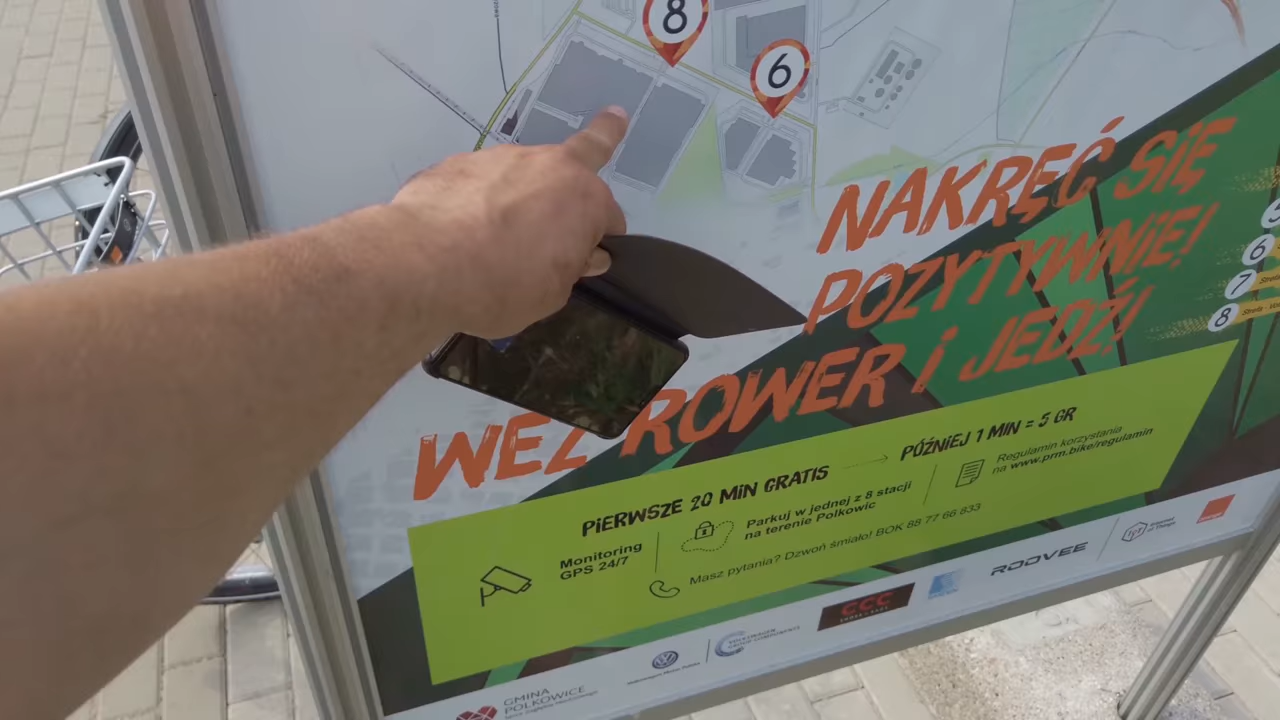 8
6
NAKRĘĆ SIĘ
POZYTYWNIE!
WEŹ ROWER i JEDŹ!
5
6
7
8
PIERWSZE 20 MIN GRATIS
PÓŹNIEJ 1 MIN = 5 GR
Monitoring
GPS 24/7
Parkuj w jednej z 8 stacji
na terenie Polkowic
Regulamin korzystania
na www.prm.bike/regulamin
Masz pytania? Dzwoń śmiało! BOK 88 77 66 833
GMINA
POLKOWICE
CCC
ROOVEE